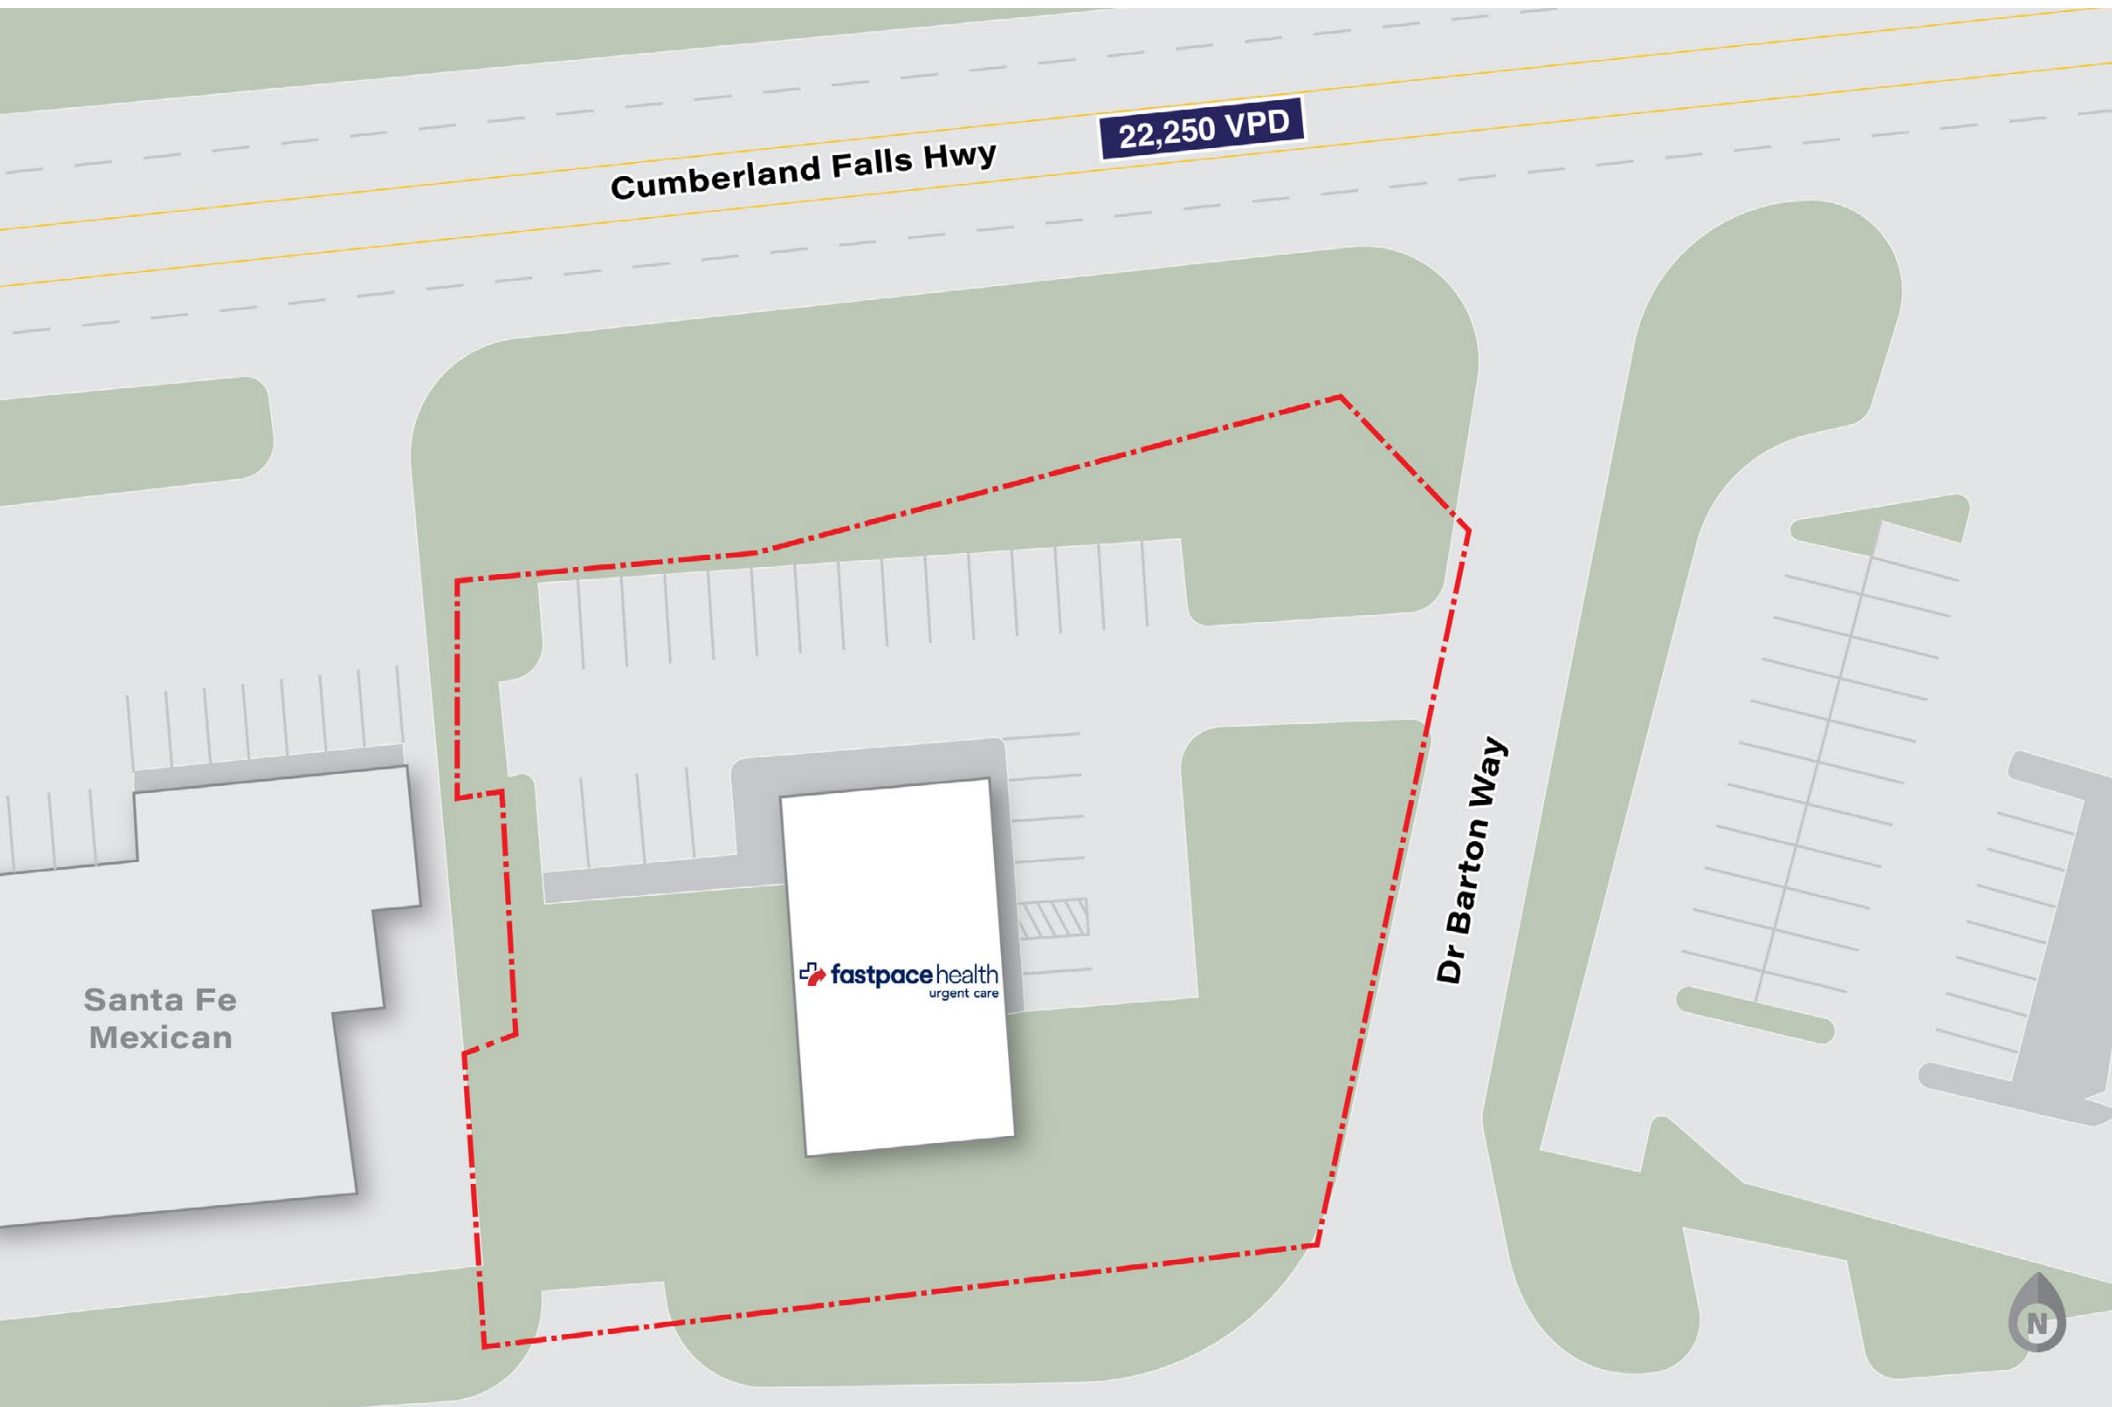 22,250 VPD
Cumberland Falls Hwy
Dr Barton Way
fastpace health
urgent care
Santa Fe
Mexican
N